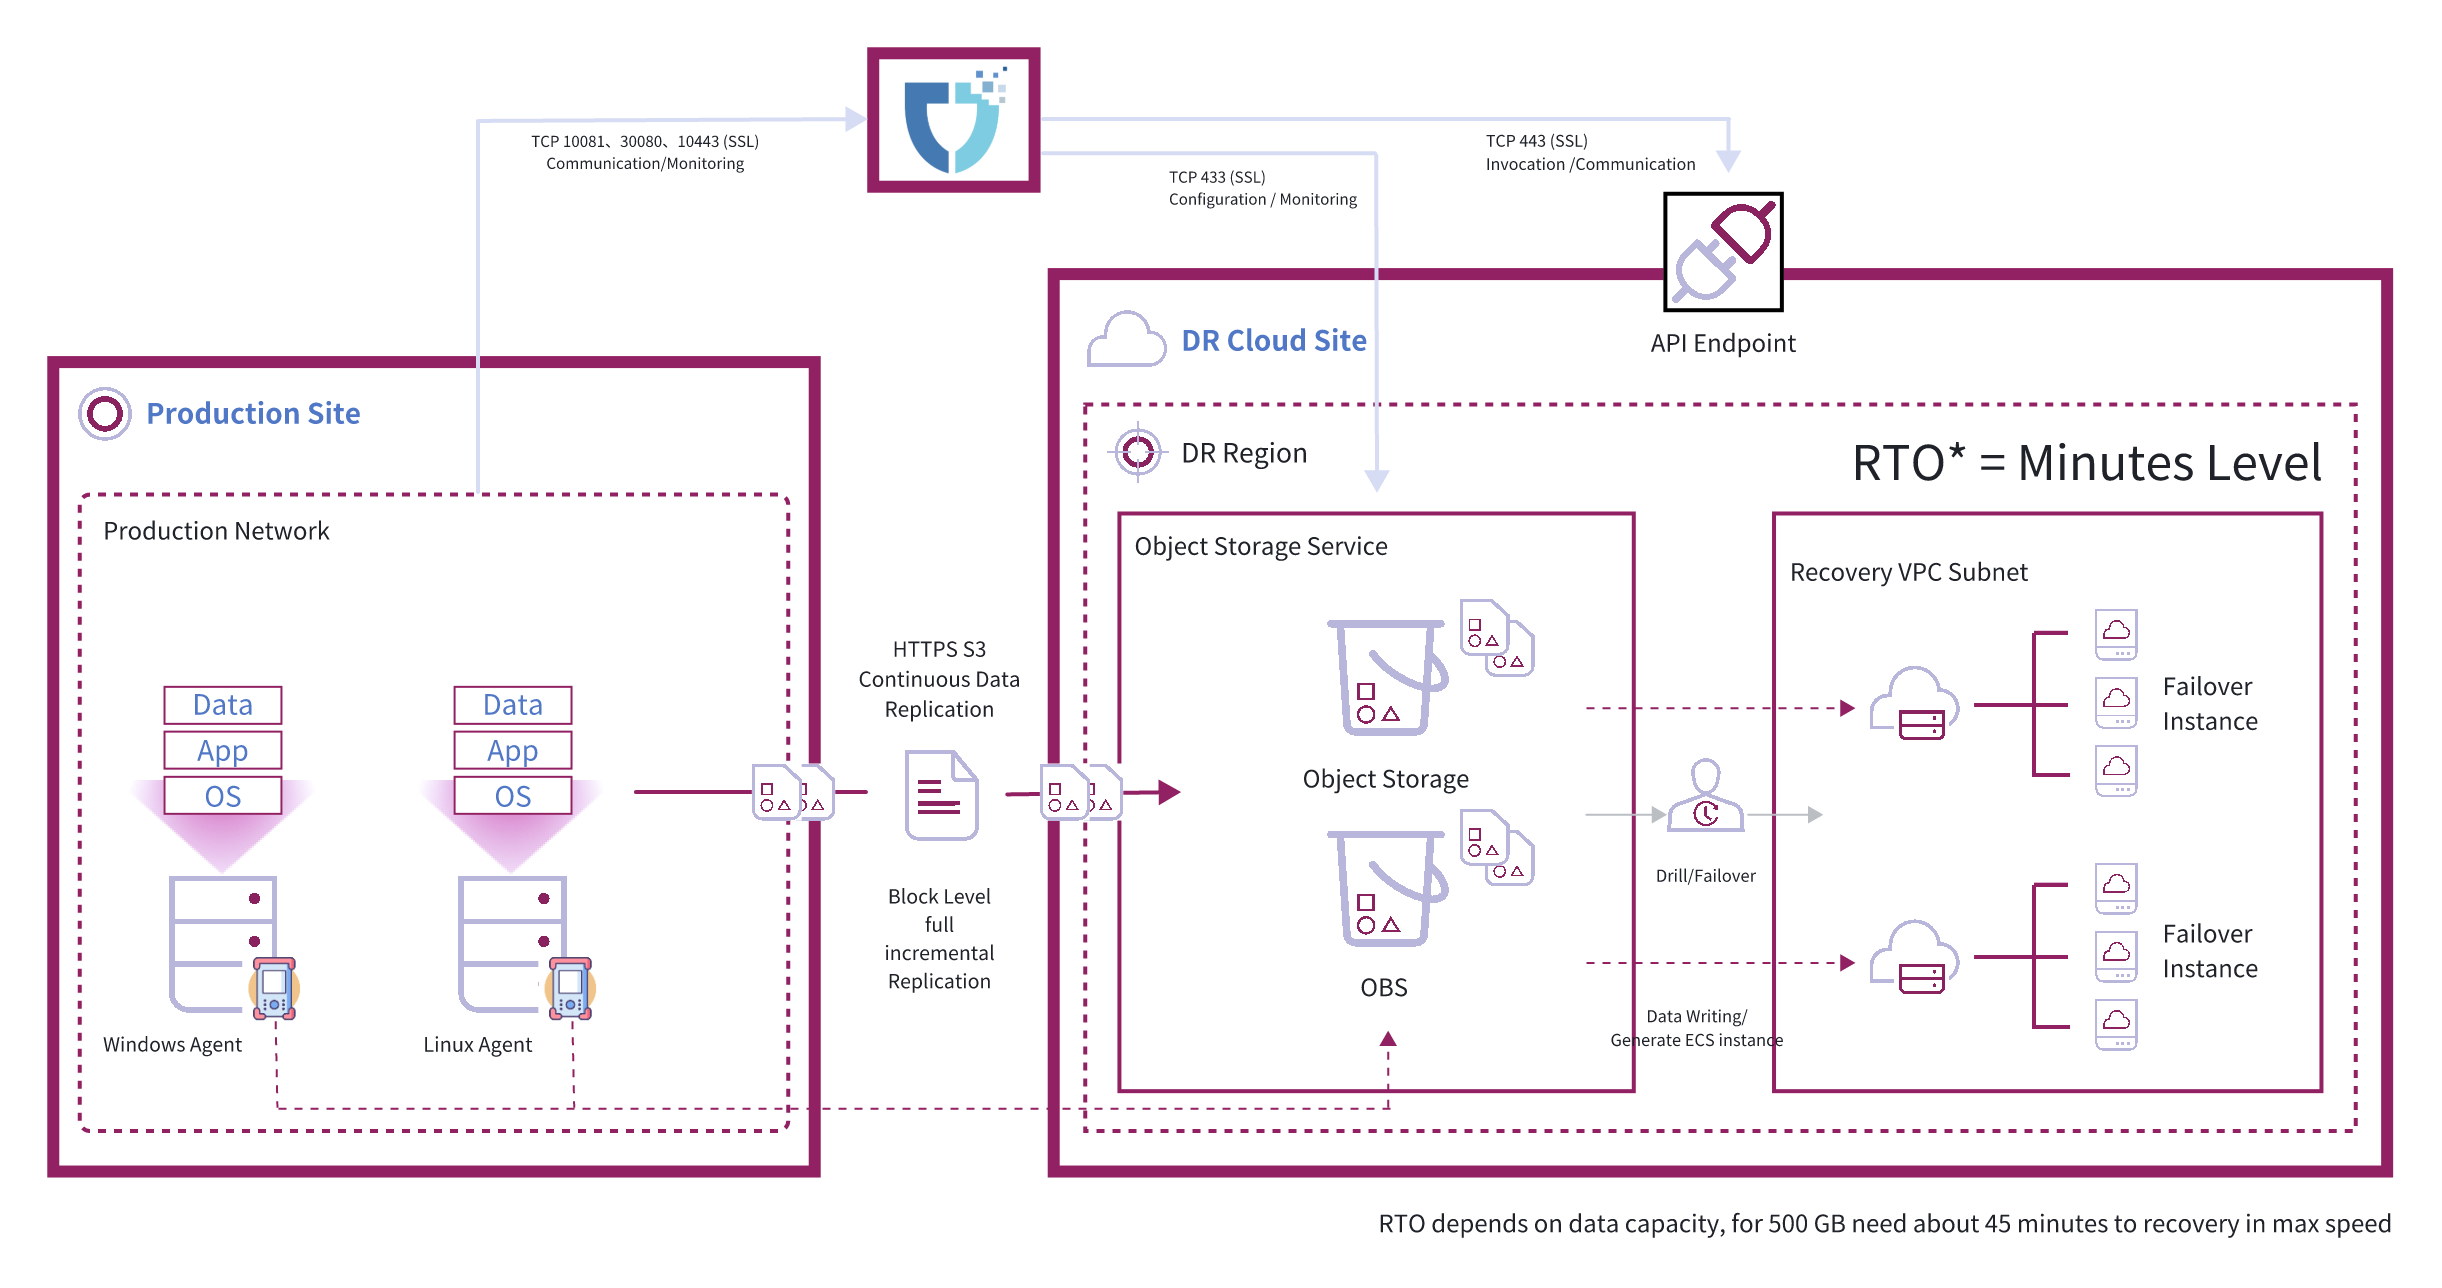 TCP 10081、30080、10443 (SSL)
Communication/Monitoring
TCP 433 (SSL)
Configuration / Monitoring
TCP 443 (SSL)
Invocation /Communication
API Endpoint
Production Site
Production Network
Data
App
OS
Data
App
OS
Windows Agent
Linux Agent
HTTPS S3
Continuous Data
Replication
Block Level
full
incremental
Replication
DR Cloud Site
DR Region
RTO* = Minutes Level
Object Storage Service
Object Storage
OBS
Drill/Failover
Data Writing/
Generate ECS instance
Recovery VPC Subnet
Failover
Instance
Failover
Instance
RTO depends on data capacity, for 500 GB need about 45 minutes to recovery in max speed